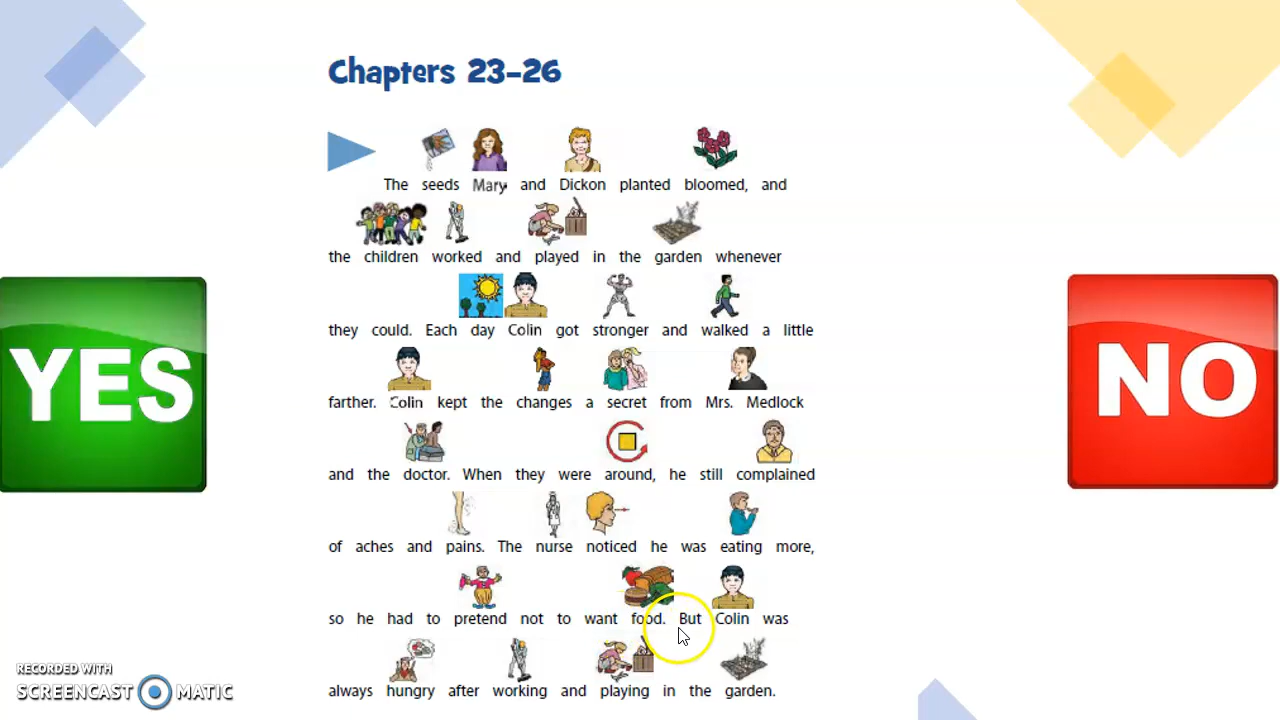 Chapters 23–26
The seeds Mary and Dickon planted bloomed, and
the children worked and played in the garden whenever
they could. Each day Colin got stronger and walked a little
YES
NO
farther. Colin kept the changes a secret from Mrs. Medlock
and the doctor. When they were around, he still complained
of aches and pains. The nurse noticed he was eating more,
so he had to pretend not to want food. But Colin was
always hungry after working and playing in the garden.
RECORDED WITH
SCREENCAST MATIC